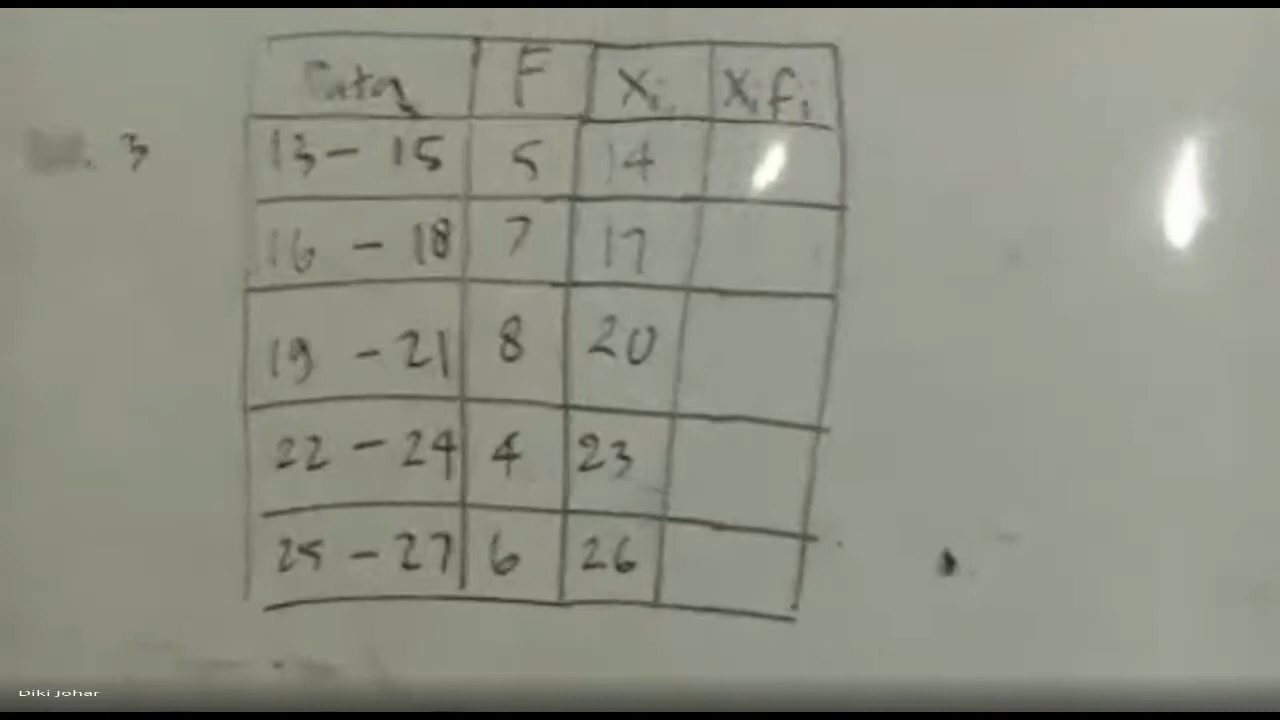 Data F Xi Xifi
. 3 13 - 15 5 14
16 - 18 7 17
19 - 21 8 20
22 - 24 4 23
25 - 27 6 26
Diki Johar